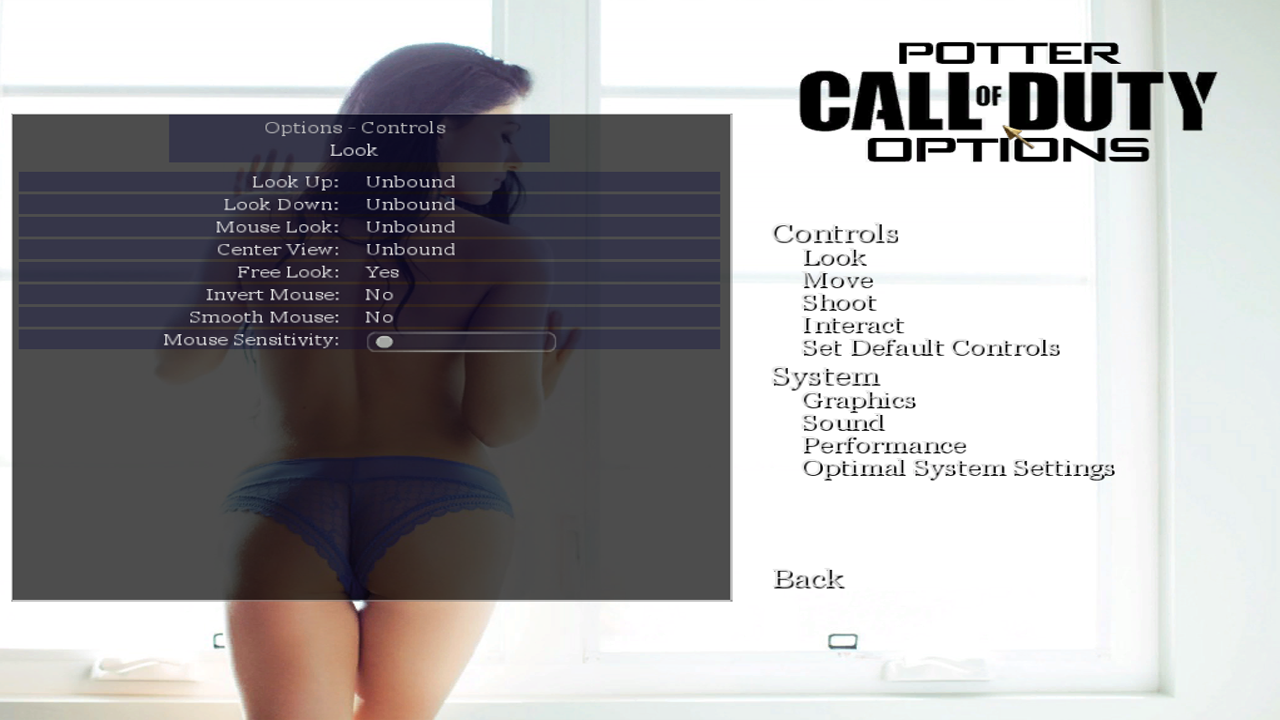 POTTER
CALL OF DUTY
OPTIONS
Options - Controls
Look
Look Up: Unbound
Look Down: Unbound
Mouse Look: Unbound
Center View: Unbound
Free Look: Yes
Invert Mouse: No
Smooth Mouse: No
Mouse Sensitivity:
Controls
Look
Move
Shoot
Interact
Set Default Controls
System
Graphics
Sound
Performance
Optimal System Settings
Back